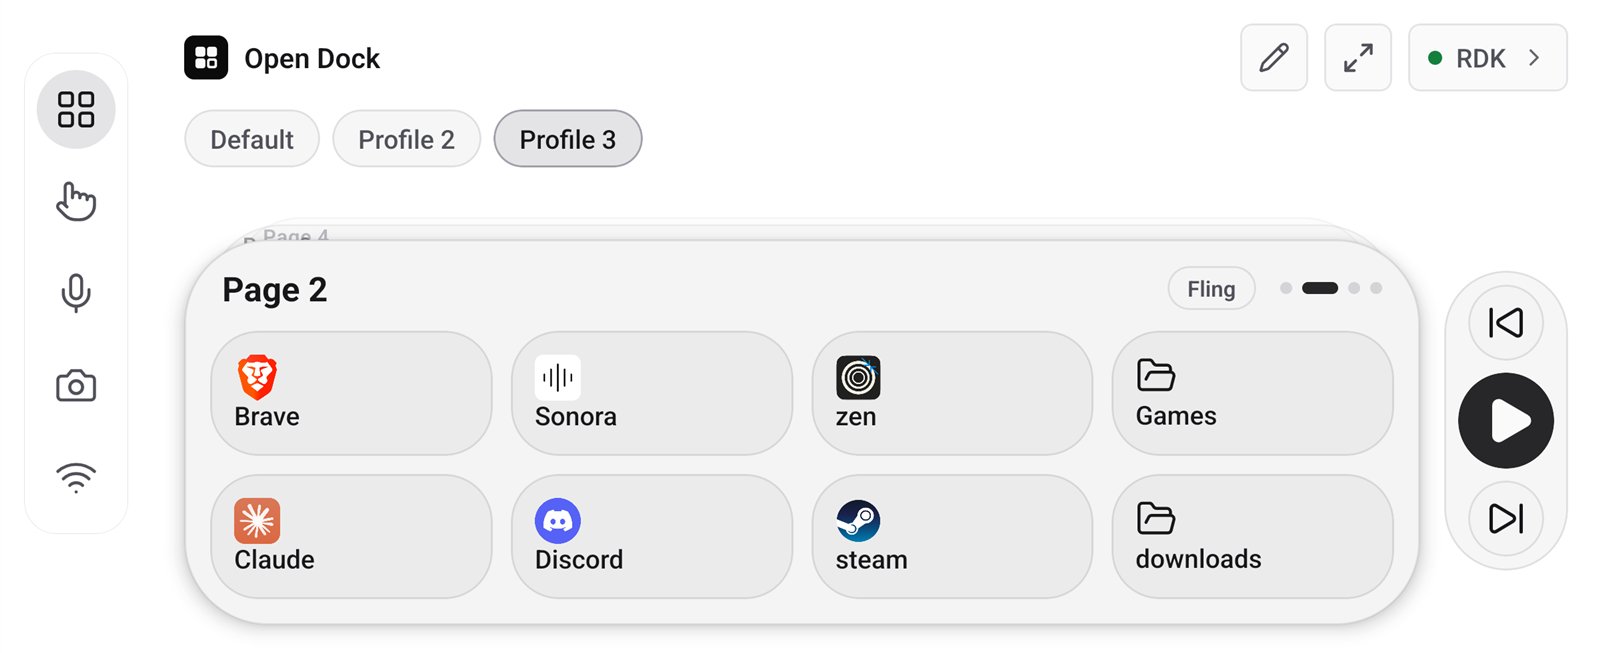 Open Dock
RDK
Default
Profile 2
Profile 3
Page 4
Page 2
Fling
Brave
Sonora
zen
Games
Claude
Discord
steam
downloads